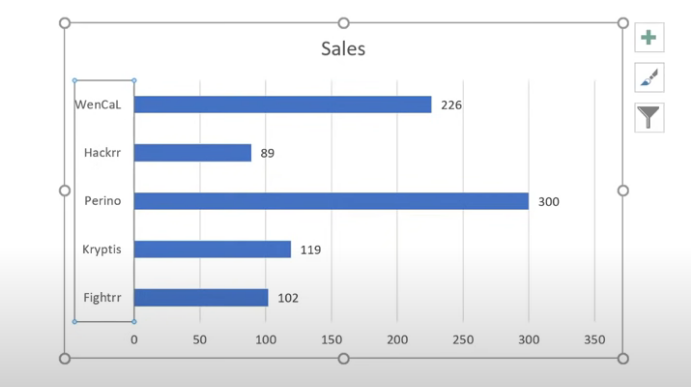 Sales
WenCaL 226
Hackrr 89
Perino 300
Kryptis 119
Fightrr 102
0 50 100 150 200 250 300 350